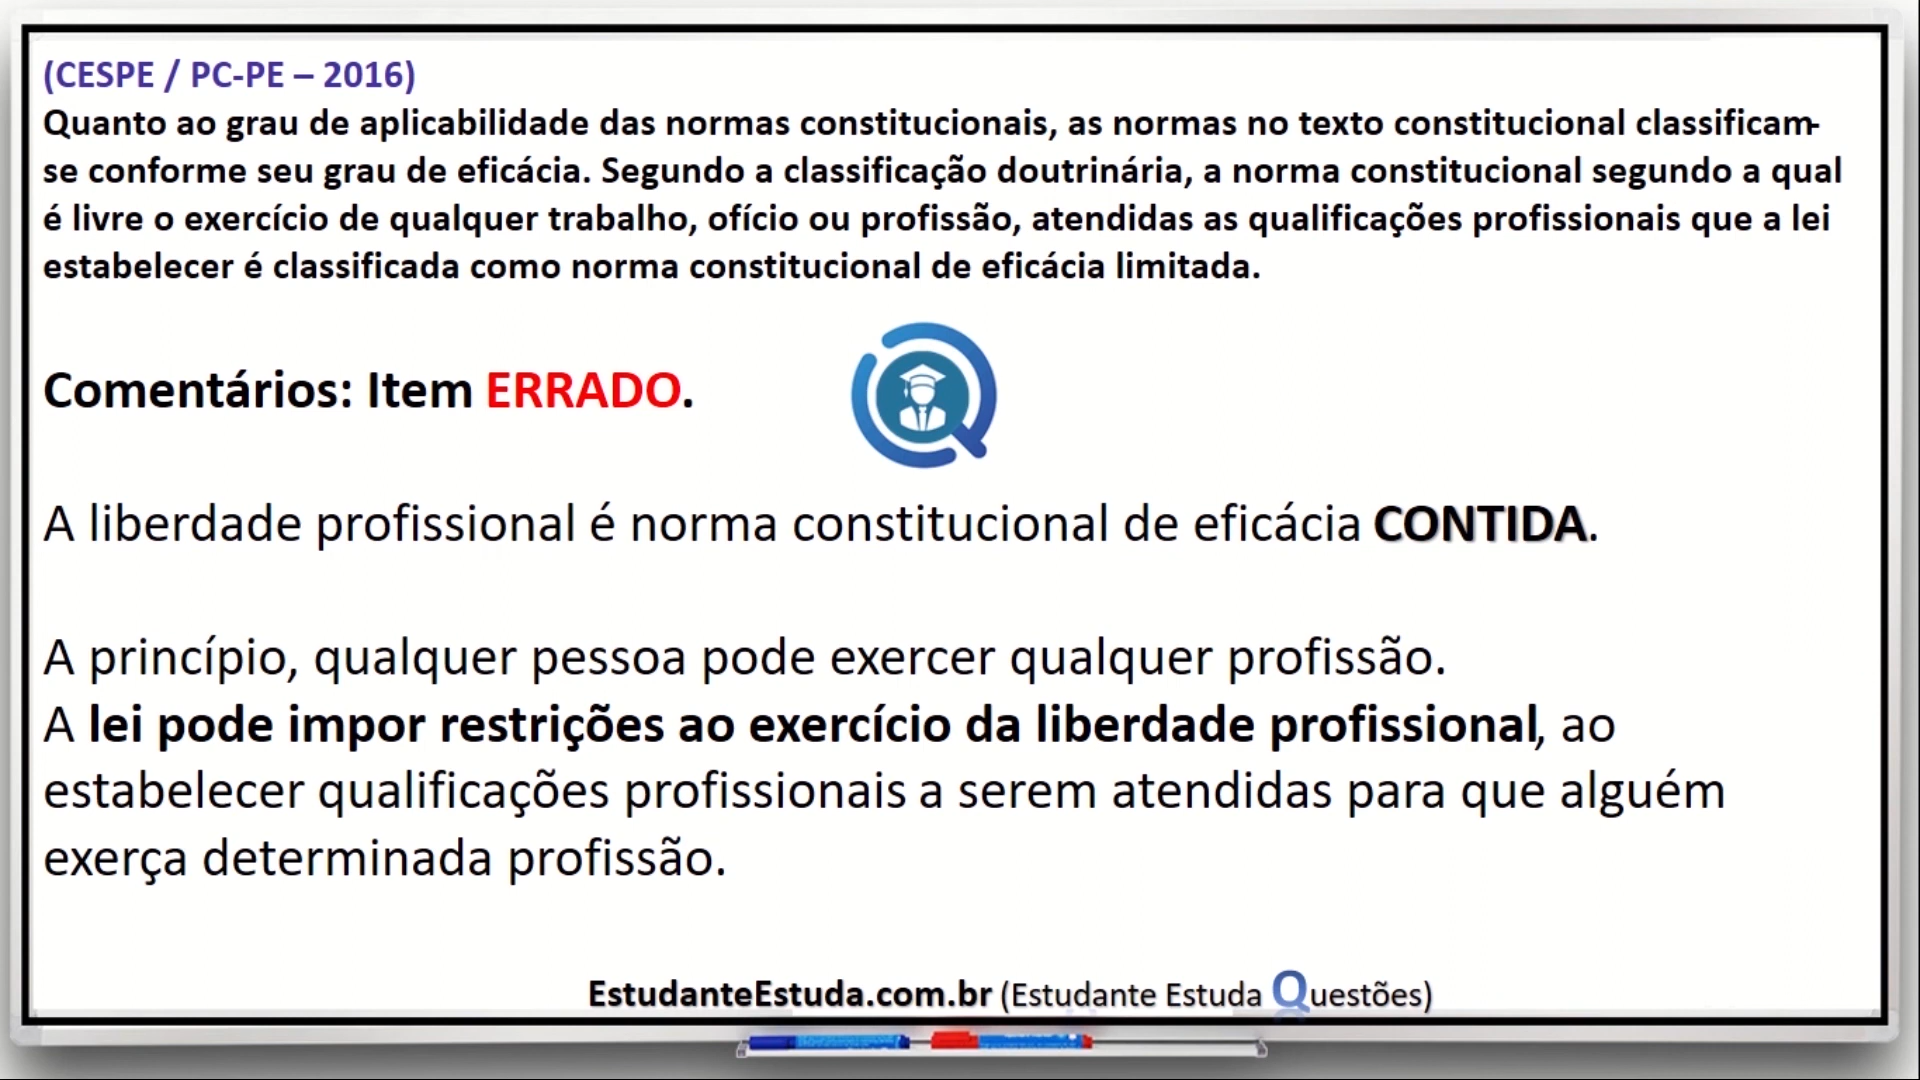 (CESPE / PC-PE – 2016)
Quanto ao grau de aplicabilidade das normas constitucionais, as normas no texto constitucional classificam-
se conforme seu grau de eficácia. Segundo a classificação doutrinária, a norma constitucional segundo a qual
é livre o exercício de qualquer trabalho, ofício ou profissão, atendidas as qualificações profissionais que a lei
estabelecer é classificada como norma constitucional de eficácia limitada.
Comentários: Item ERRADO.
A liberdade profissional é norma constitucional de eficácia CONTIDA.
A princípio, qualquer pessoa pode exercer qualquer profissão.
A lei pode impor restrições ao exercício da liberdade profissional, ao
estabelecer qualificações profissionais a serem atendidas para que alguém
exerça determinada profissão.
EstudanteEstuda.com.br (Estudante Estuda Questões)